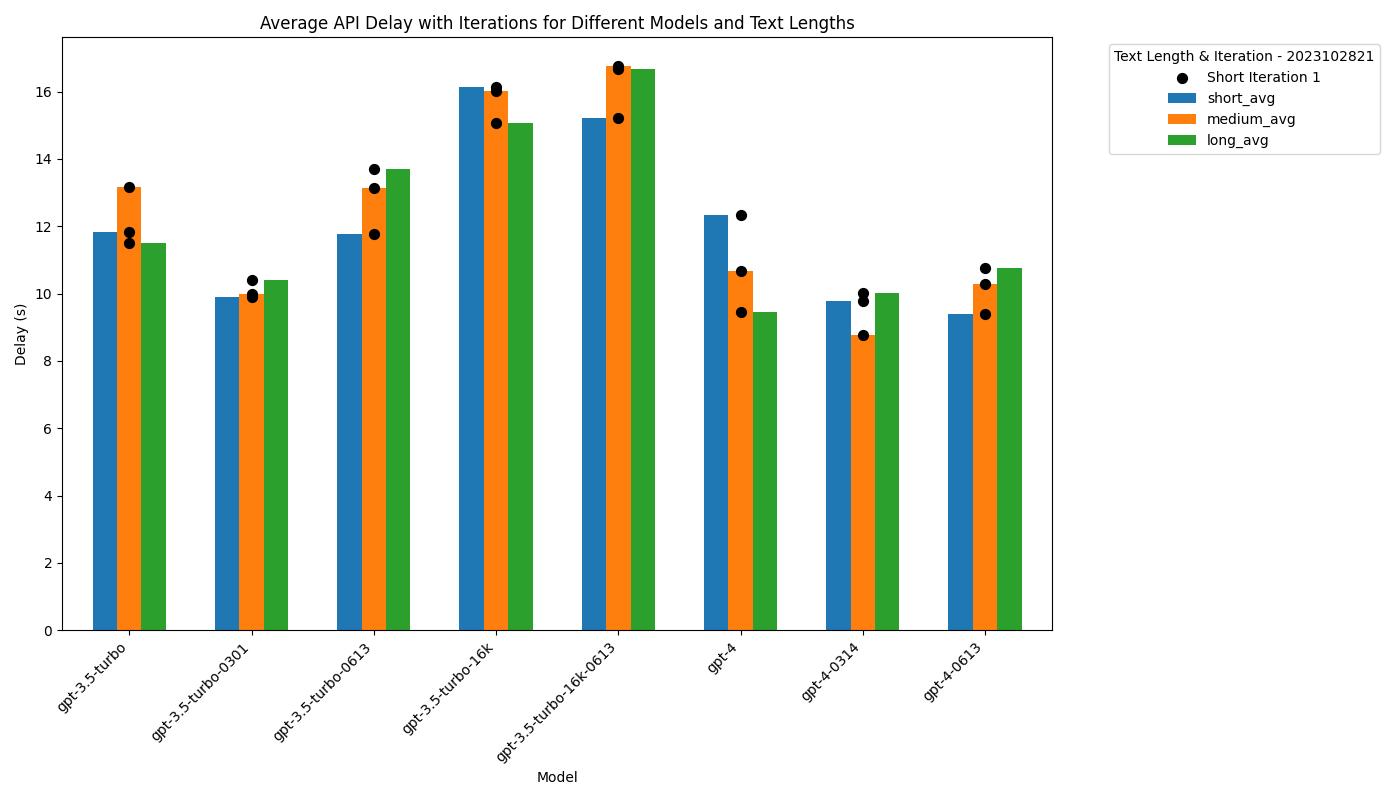 Average API Delay with Iterations for Different Models and Text Lengths
Text Length & Iteration - 2023102821
Short Iteration 1
short_avg
medium_avg
long_avg
Delay (s)
16
14
12
10
8
6
4
2
0
gpt-3.5-turbo
gpt-3.5-turbo-0301
gpt-3.5-turbo-0613
gpt-3.5-turbo-16k
gpt-3.5-turbo-16k-0613
gpt-4
gpt-4-0314
gpt-4-0613
Model